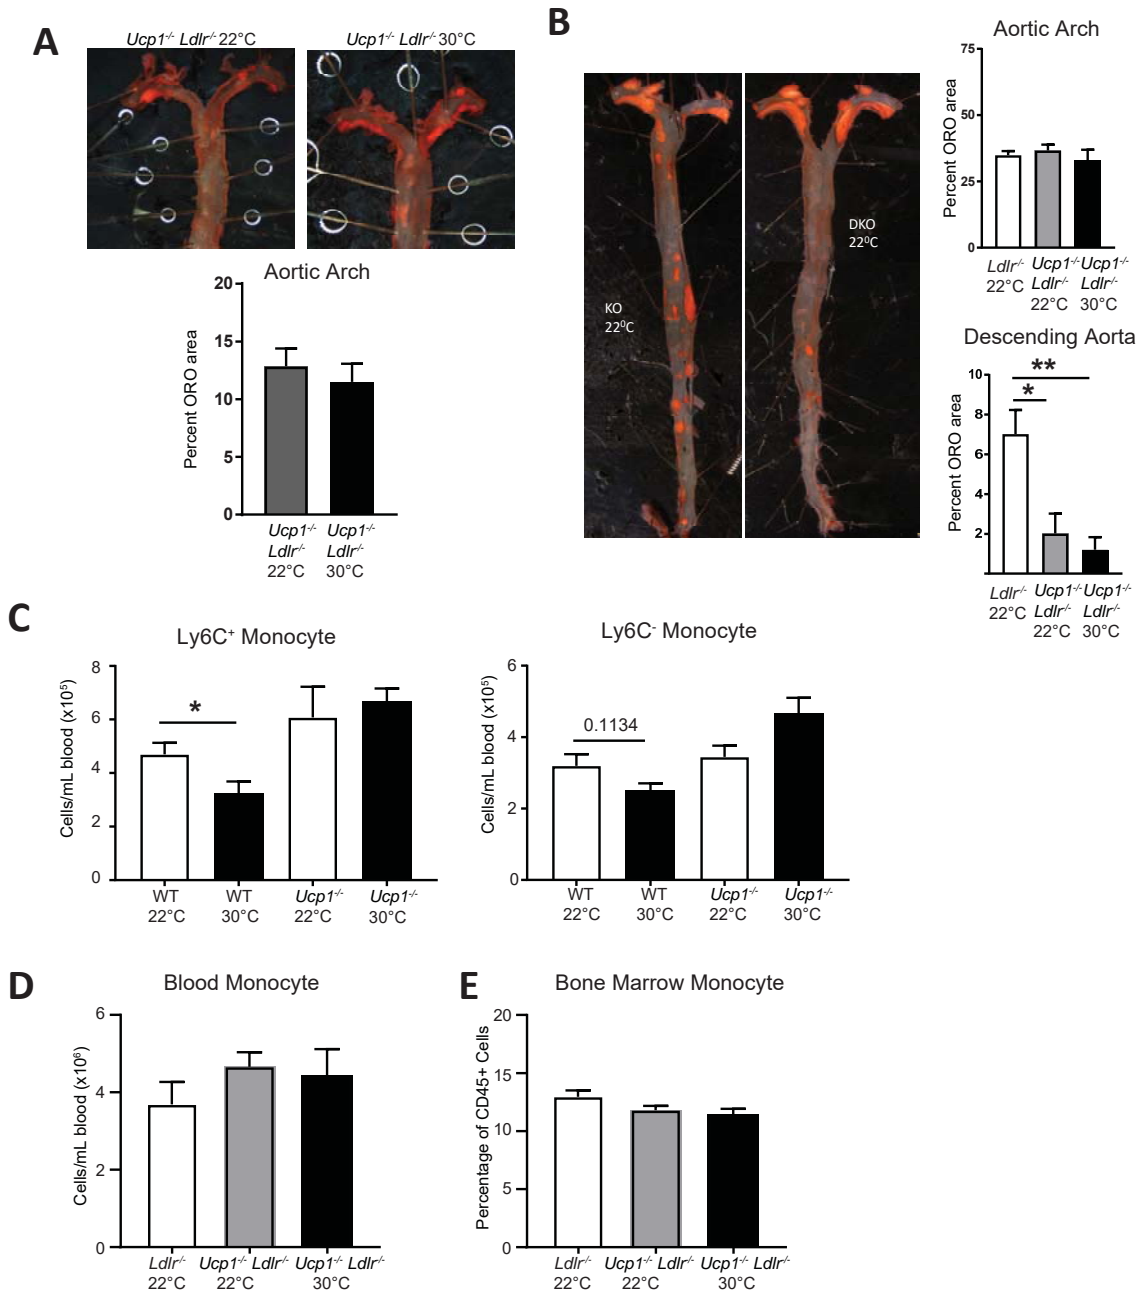 A
Ucp1-/- Ldlr-/- 22°C
Ucp1-/- Ldlr-/- 30°C
Aortic Arch
Percent ORO area
20
15
10
5
0
Ucp1-/- Ucp1-/-
Ldlr-/- Ldlr-/-
22°C 30°C
B
KO
22⁰C
DKO
22⁰C
Aortic Arch
Percent ORO area
75
50
25
0
Ldlr-/- Ucp1-/- Ucp1-/-
22°C Ldlr-/- Ldlr-/-
22°C 30°C
Descending Aorta
Percent ORO area
10
8
6
4
2
**
*
Ldlr-/- Ucp1-/- Ucp1-/-
22°C Ldlr-/- Ldlr-/-
22°C 30°C
C
Ly6C+ Monocyte
Cells/mL blood (x10⁵)
8
6
4
2
0
*
WT WT Ucp1-/- Ucp1-/-
22°C 30°C 22°C 30°C
Ly6C- Monocyte
Cells/mL blood (x10⁵)
6
4
2
0
0.1134
WT WT Ucp1-/- Ucp1-/-
22°C 30°C 22°C 30°C
D
Blood Monocyte
Cells/mL blood (x10⁶)
6
4
2
0
Ldlr-/- Ucp1-/- Ldlr-/- Ucp1-/- Ldlr-/-
22°C 22°C 30°C
E
Bone Marrow Monocyte
Percentage of CD45+ Cells
20
15
10
5
0
Ldlr-/- Ucp1-/- Ldlr-/- Ucp1-/- Ldlr-/-
22°C 22°C 30°C